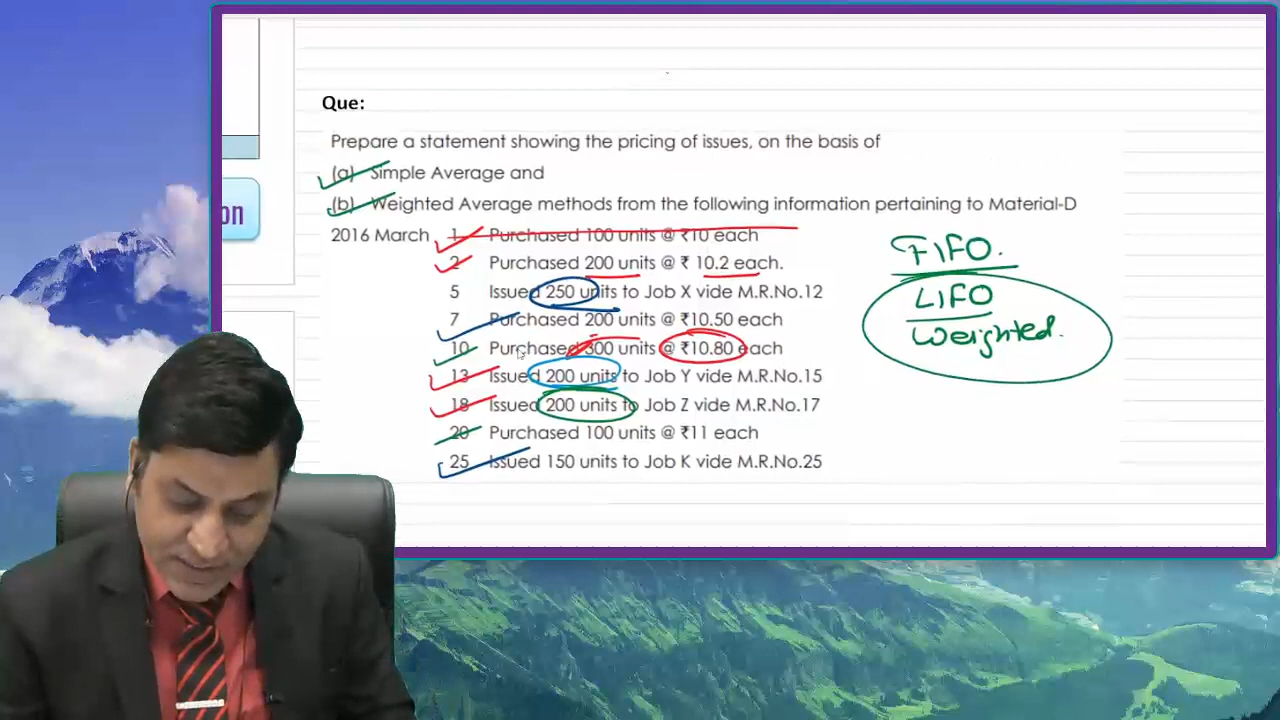 Que:
Prepare a statement showing the pricing of issues, on the basis of
(a) Simple Average and
(b) Weighted Average methods from the following information pertaining to Material-D
2016 March 1 Purchased 100 units @ ₹10 each
2 Purchased 200 units @ ₹ 10.2 each.
5 Issued 250 units to Job X vide M.R.No.12
7 Purchased 200 units @ ₹10.50 each
10 Purchased 300 units @ ₹10.80 each
13 Issued 200 units to Job Y vide M.R.No.15
18 Issued 200 units to Job Z vide M.R.No.17
20 Purchased 100 units @ ₹11 each
25 Issued 150 units to Job K vide M.R.No.25
FIFO.
LIFO
Weighted.
on